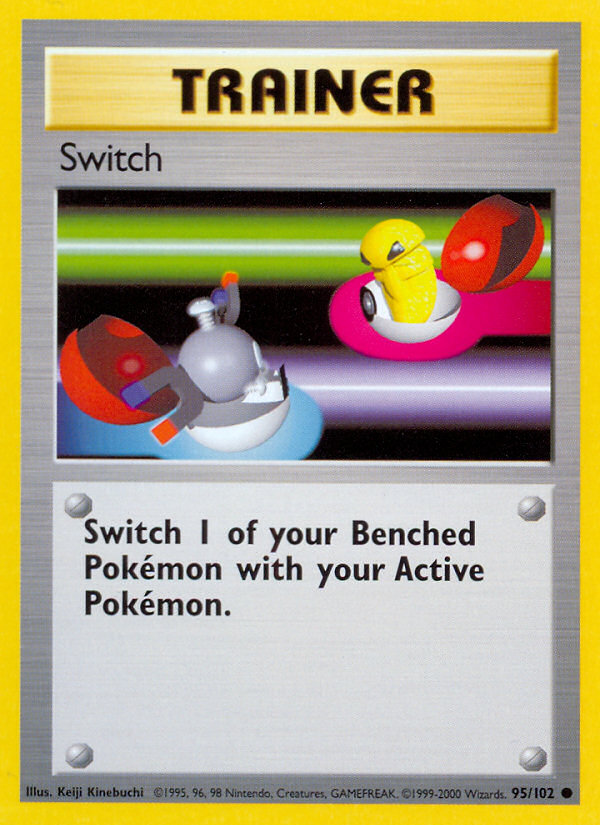 TRAINER
Switch
Switch 1 of your Benched
Pokémon with your Active
Pokémon.
Illus. Keiji Kinebuchi ©1995, 96, 98 Nintendo, Creatures, GAMEFREAK. ©1999-2000 Wizards. 95/102 ●